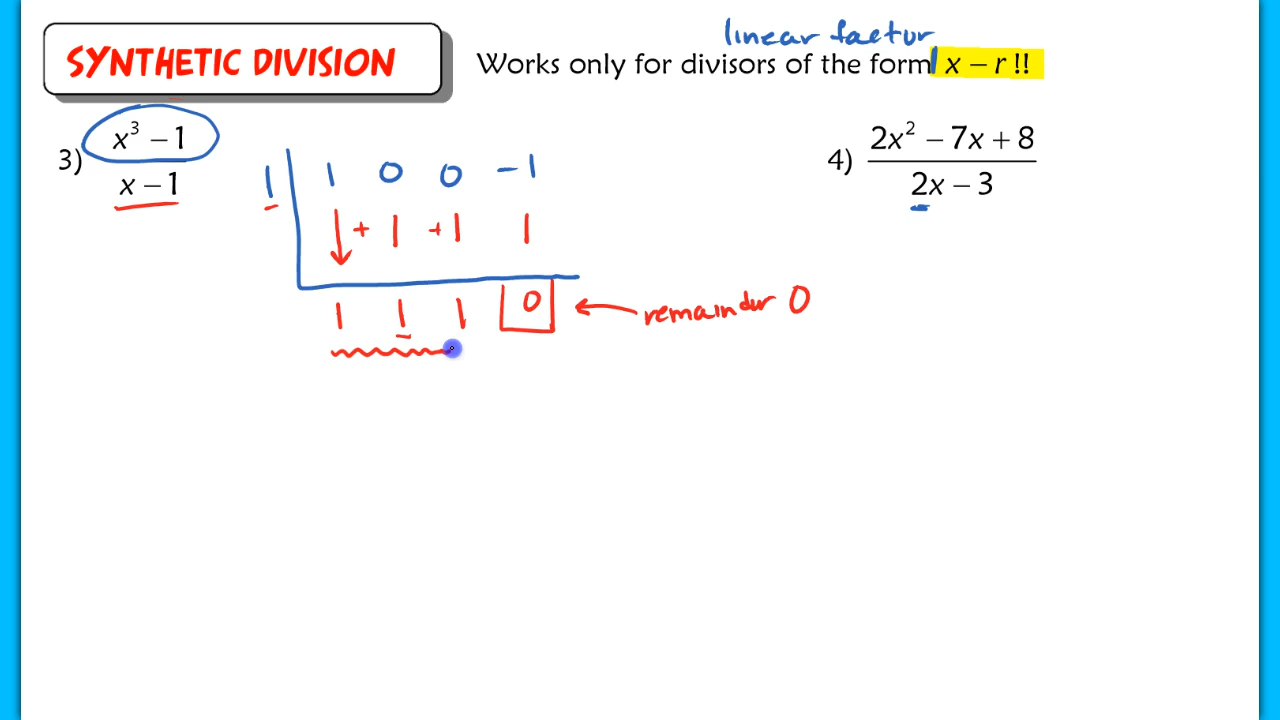 linear factor
SYNTHETIC DIVISION
Works only for divisors of the form x – r !!
3) x³ – 1
x – 1
1 1 0 0 –1
+ 1 + 1 1
1 1 1 0 ← remainder 0
4) 2x² – 7x + 8
2x – 3